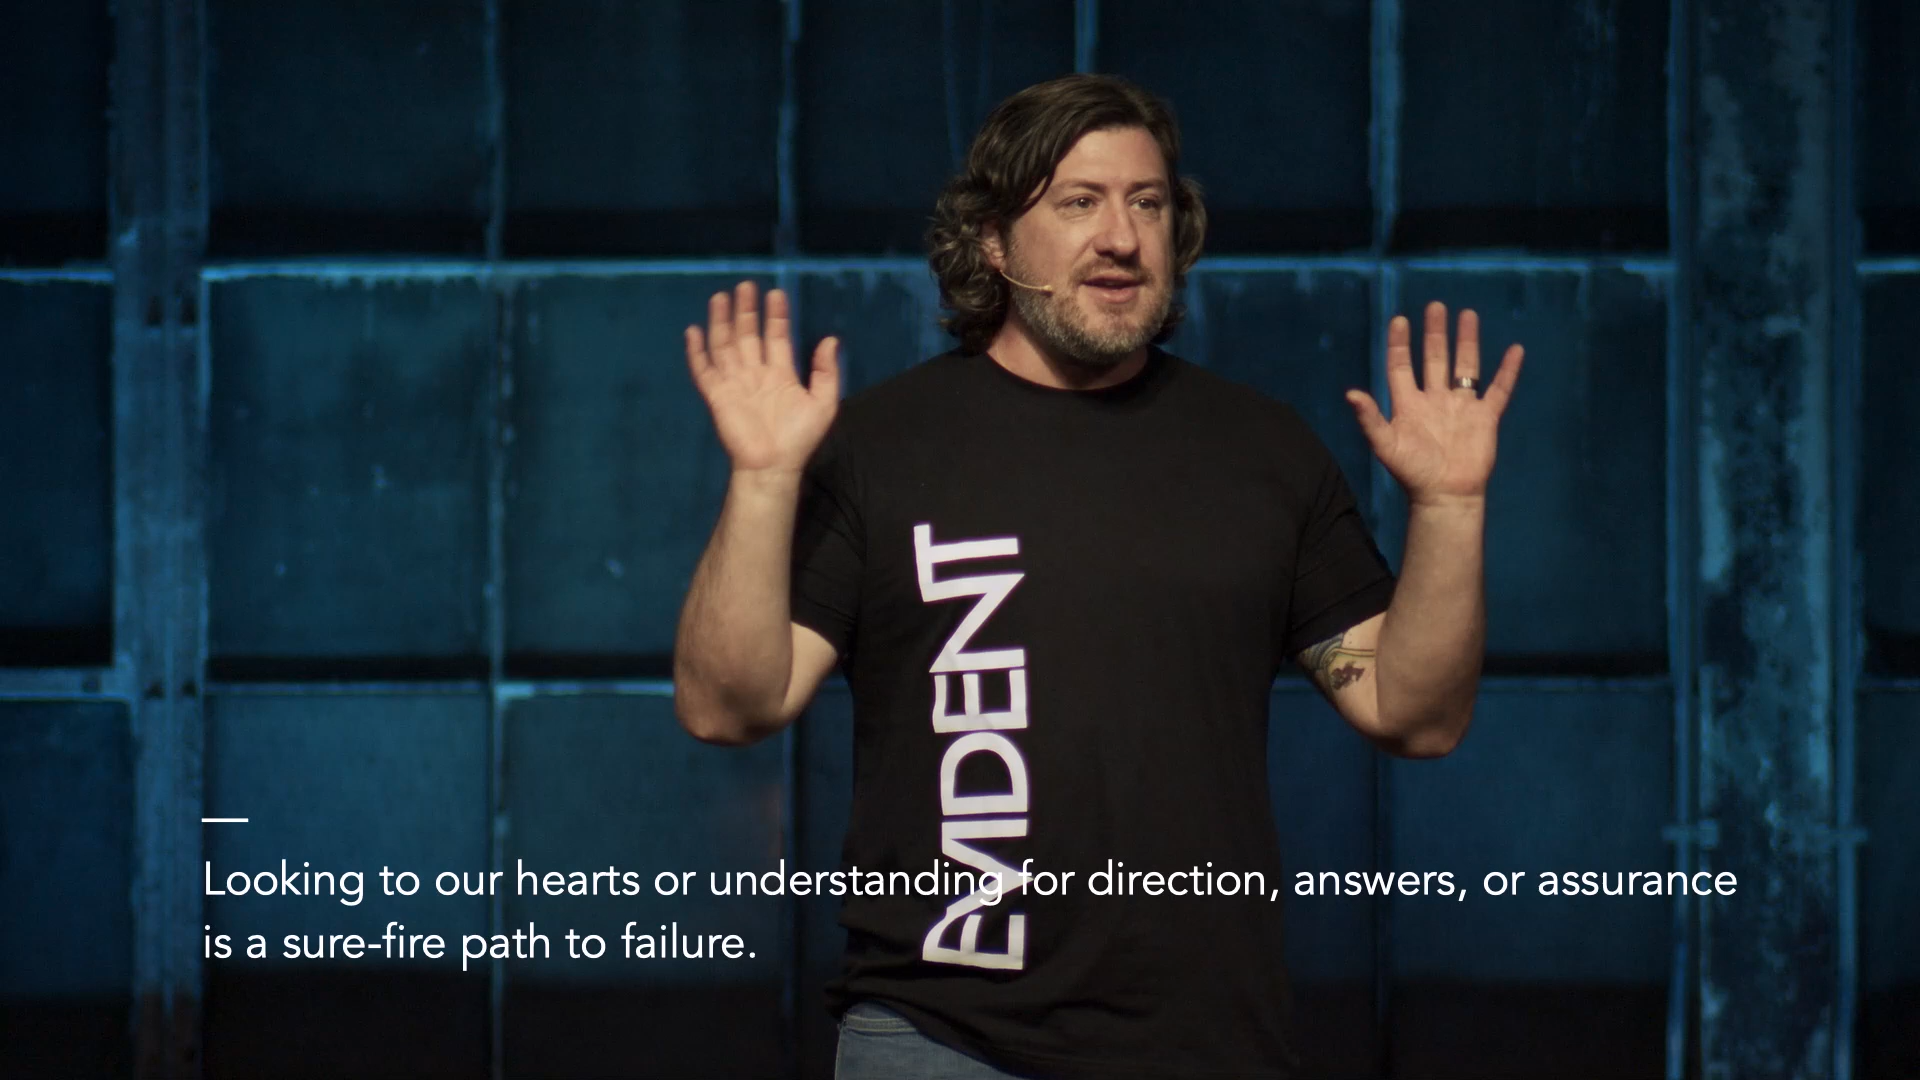 EVIDENT
Looking to our hearts or understanding for direction, answers, or assurance
is a sure-fire path to failure.